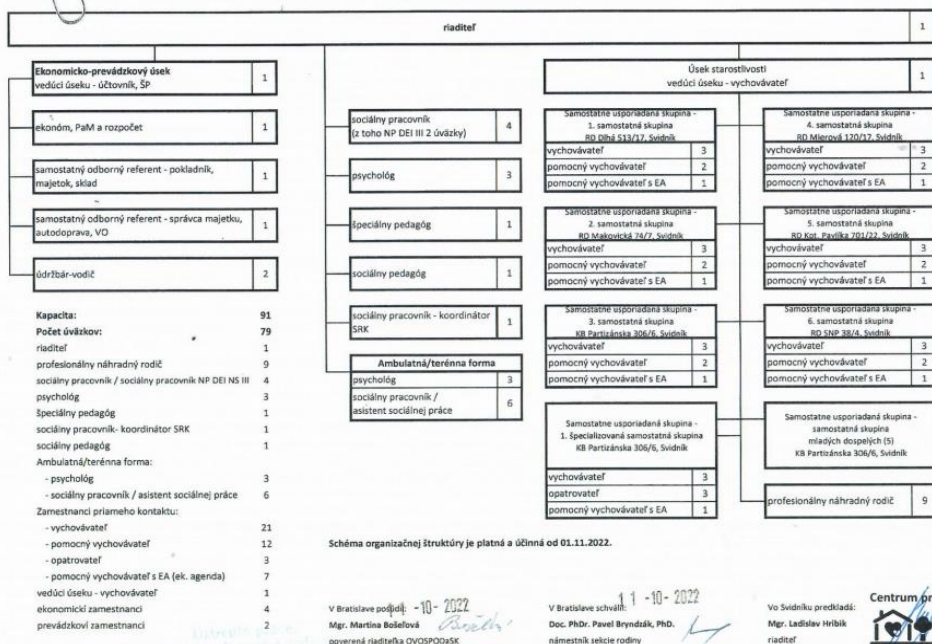 riaditeľ 1
Ekonomicko-prevádzkový úsek
vedúci úseku - účtovník, ŠP 1
ekonóm, PaM a rozpočet 1
samostatný odborný referent - pokladník,
majetok, sklad 1
samostatný odborný referent - správca majetku,
autodoprava, VO 1
údržbár-vodič 2
Kapacita: 91
Počet úväzkov: 79
riaditeľ 1
profesionálny náhradný rodič 9
sociálny pracovník / sociálny pracovník NP DEI NS III 4
psychológ 3
špeciálny pedagóg 1
sociálny pracovník- koordinátor SRK 1
sociálny pedagóg 1
Ambulatná/terénna forma:
- psychológ 3
- sociálny pracovník / asistent sociálnej práce 6
Zamestnanci priameho kontaktu:
- vychovávateľ 21
- pomocný vychovávateľ 12
- opatrovateľ 3
- pomocný vychovávateľ s EA (ek. agenda) 7
vedúci úseku - vychovávateľ 1
ekonomickí zamestnanci 4
prevádzkoví zamestnanci 2
sociálny pracovník
(z toho NP DEI III 2 úväzky) 4
psychológ 3
špeciálny pedagóg 1
sociálny pedagóg 1
sociálny pracovník - koordinátor
SRK 1
Ambulatná/terénna forma
psychológ 3
sociálny pracovník /
asistent sociálnej práce 6
Úsek starostlivosti
vedúci úseku - vychovávateľ 1
Samostatne usporiadaná skupina -
1. samostatná skupina
RD Dlhá 513/17, Svidník
vychovávateľ 3
pomocný vychovávateľ 2
pomocný vychovávateľ s EA 1
Samostatne usporiadaná skupina -
2. samostatná skupina
RD Makovická 74/7, Svidník
vychovávateľ 3
pomocný vychovávateľ 2
pomocný vychovávateľ s EA 1
Samostatne usporiadaná skupina -
3. samostatná skupina
KB Partizánska 306/6, Svidník
vychovávateľ 3
pomocný vychovávateľ 2
pomocný vychovávateľ s EA 1
Samostatne usporiadaná skupina -
1. špecializovaná samostatná skupina
KB Partizánska 306/6, Svidník
vychovávateľ 3
opatrovateľ 3
pomocný vychovávateľ s EA 1
Samostatne usporiadaná skupina -
4. samostatná skupina
RD Mierová 120/17, Svidník
vychovávateľ 3
pomocný vychovávateľ 2
pomocný vychovávateľ s EA 1
Samostatne usporiadaná skupina -
5. samostatná skupina
RD Kpt. Pavlíka 701/22, Svidník
vychovávateľ 3
pomocný vychovávateľ 2
pomocný vychovávateľ s EA 1
Samostatne usporiadaná skupina -
6. samostatná skupina
RD SNP 38/4, Svidník
vychovávateľ 3
pomocný vychovávateľ 2
pomocný vychovávateľ s EA 1
Samostatne usporiadaná skupina -
samostatná skupina
mladých dospelých (5)
KB Partizánska 306/6, Svidník
profesionálny náhradný rodič 9
Schéma organizačnej štruktúry je platná a účinná od 01.11.2022.
V Bratislave -10- 2022
Mgr. Martina Bošeľová
poverená riaditeľka OVOSPODaSK
V Bratislave schválil: 11 -10- 2022
Doc. PhDr. Pavel Bryndzák, PhD.
námestník sekcie rodiny
Vo Svidníku predkladá:
Mgr. Ladislav Hribik
riaditeľ
Centrum